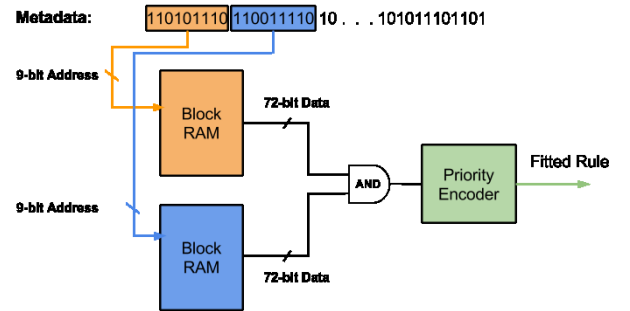 Metadata: 110101110 110011110 10 . . . 101011101101
9-bit Address
72-bit Data
Block
RAM
AND
Priority
Encoder
Fitted Rule
9-bit Address
Block
RAM
72-bit Data